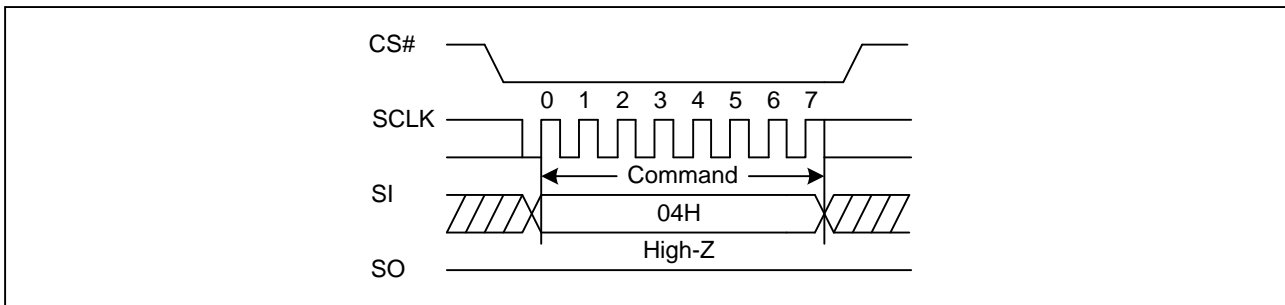 CS#
0 1 2 3 4 5 6 7
SCLK
Command
SI
04H
High-Z
SO